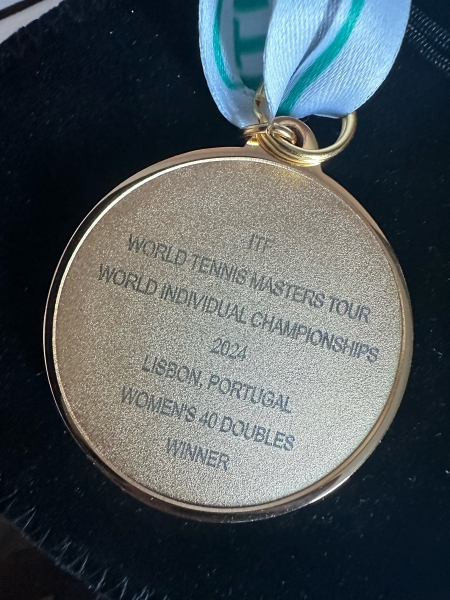 ITF
WORLD TENNIS MASTERS TOUR
WORLD INDIVIDUAL CHAMPIONSHIPS
2024
LISBON, PORTUGAL
WOMEN'S 40 DOUBLES
WINNER